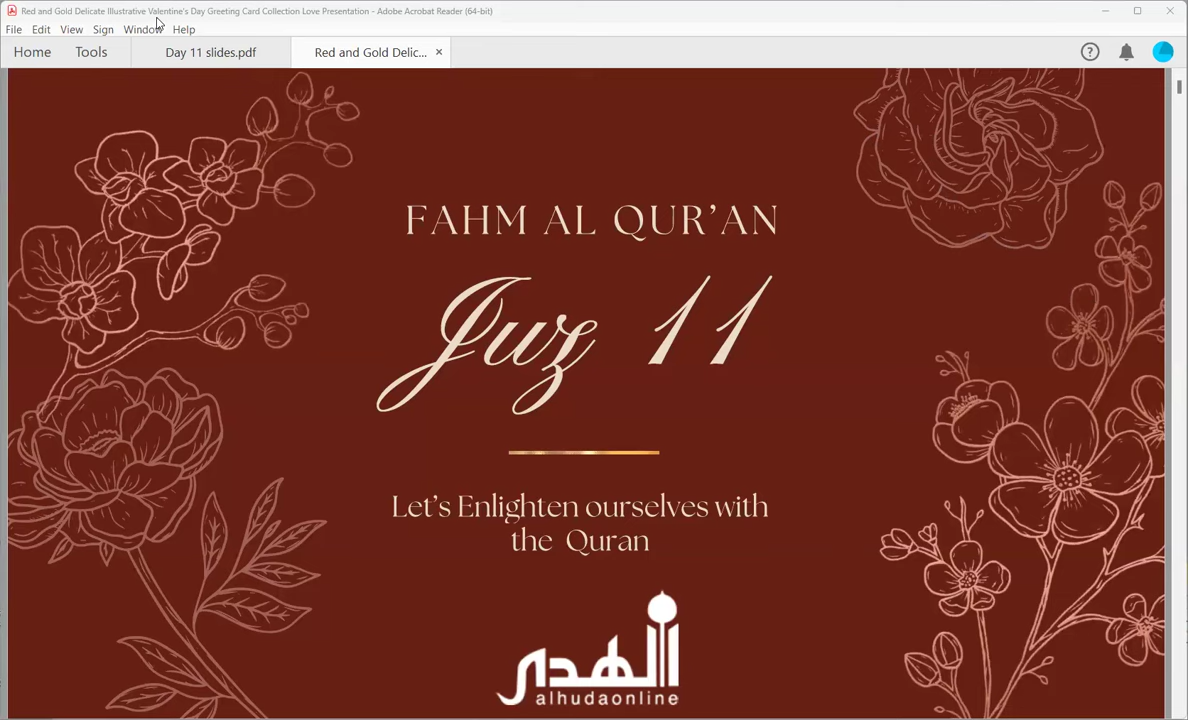 Red and Gold Delicate Illustrative Valentine's Day Greeting Card Collection Love Presentation - Adobe Acrobat Reader (64-bit)
File Edit View Sign Window Help
Home Tools Day 11 slides.pdf Red and Gold Delic... ×
FAHM AL QUR'AN
Juz 11
Let's Enlighten ourselves with
the Quran
الهدى
alhudaonline